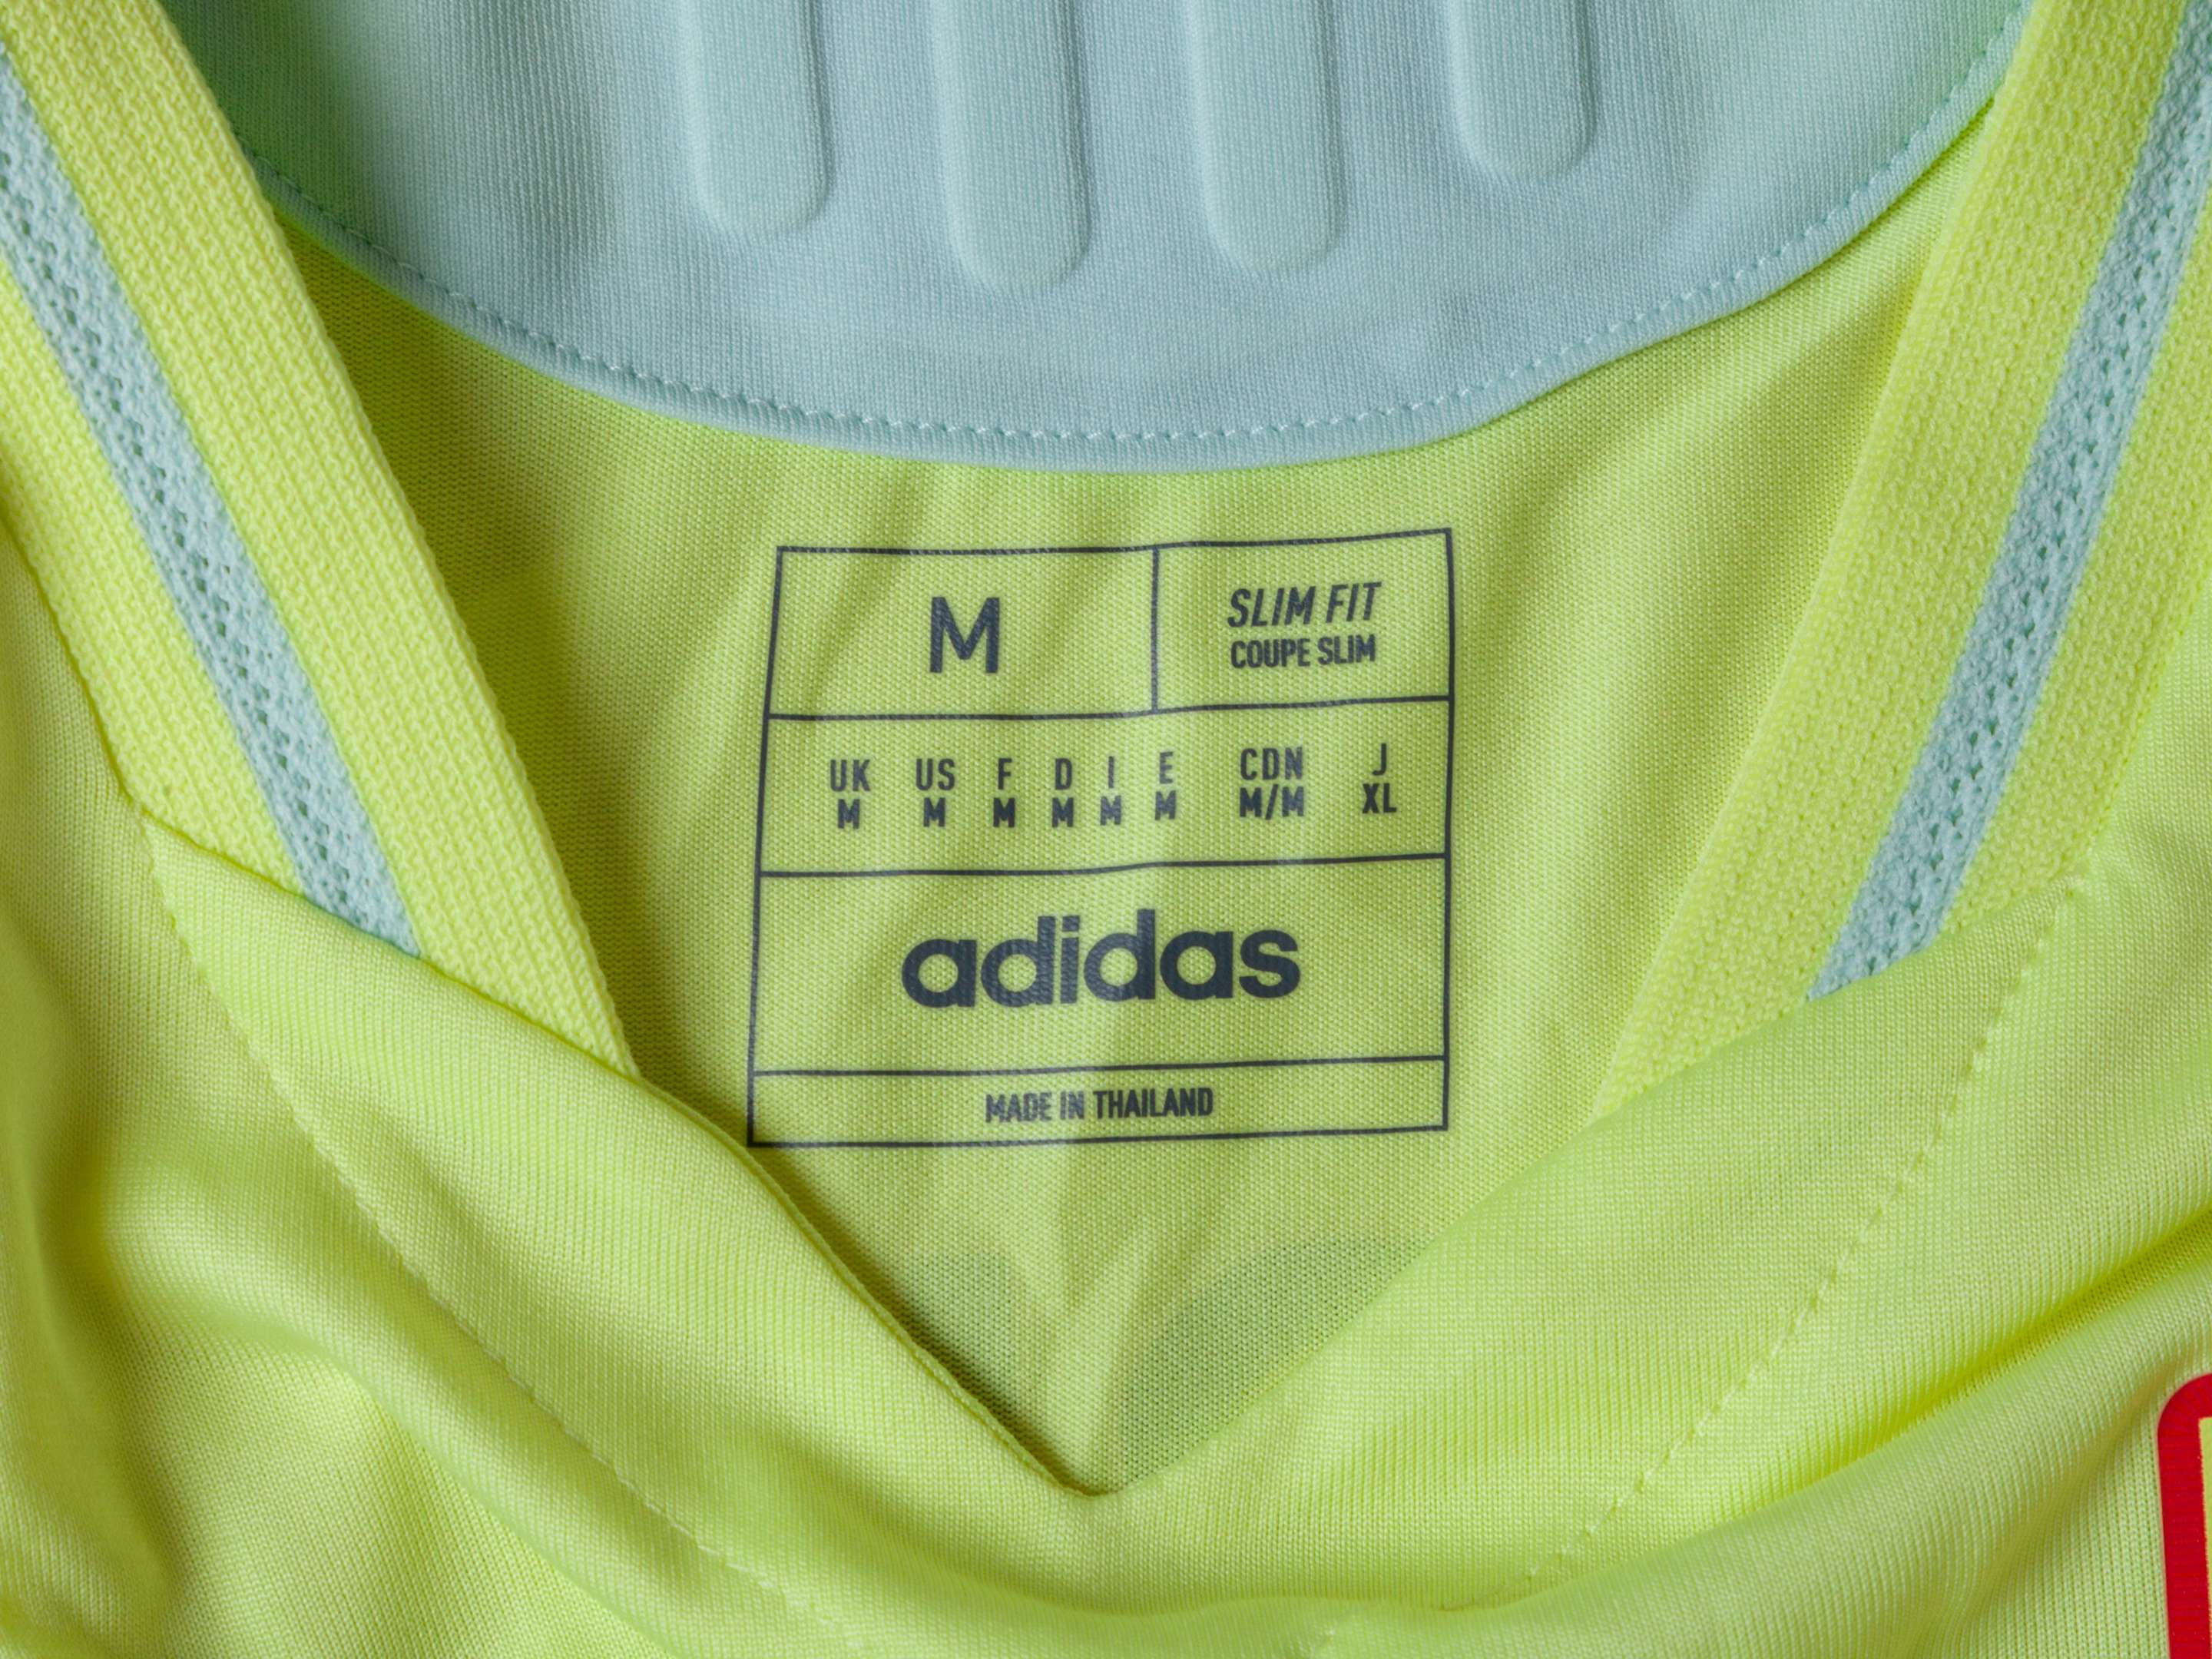 M
SLIM FIT
COUPE SLIM
UK US F D I E CDN J
M M M M M M M/M XL
adidas
MADE IN THAILAND